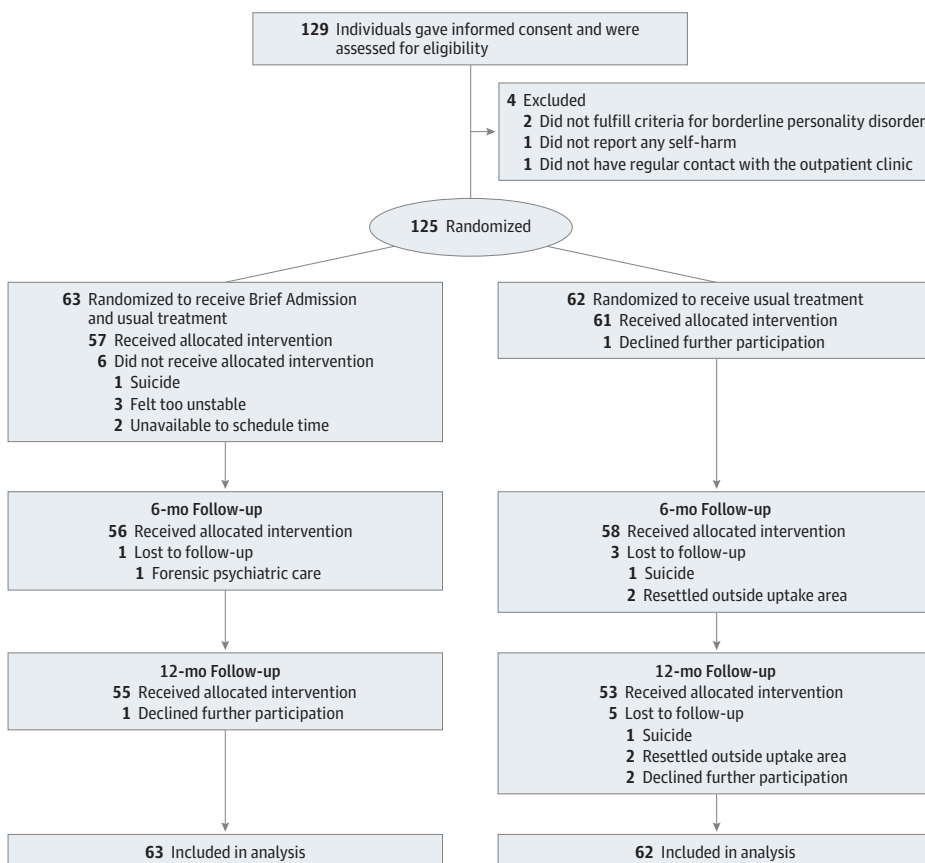 129 Individuals gave informed consent and were
assessed for eligibility
4 Excluded
2 Did not fulfill criteria for borderline personality disorder
1 Did not report any self-harm
1 Did not have regular contact with the outpatient clinic
125 Randomized
63 Randomized to receive Brief Admission
and usual treatment
57 Received allocated intervention
6 Did not receive allocated intervention
1 Suicide
3 Felt too unstable
2 Unavailable to schedule time
62 Randomized to receive usual treatment
61 Received allocated intervention
1 Declined further participation
6-mo Follow-up
56 Received allocated intervention
1 Lost to follow-up
1 Forensic psychiatric care
6-mo Follow-up
58 Received allocated intervention
3 Lost to follow-up
1 Suicide
2 Resettled outside uptake area
12-mo Follow-up
55 Received allocated intervention
1 Declined further participation
12-mo Follow-up
53 Received allocated intervention
5 Lost to follow-up
1 Suicide
2 Resettled outside uptake area
2 Declined further participation
63 Included in analysis
62 Included in analysis